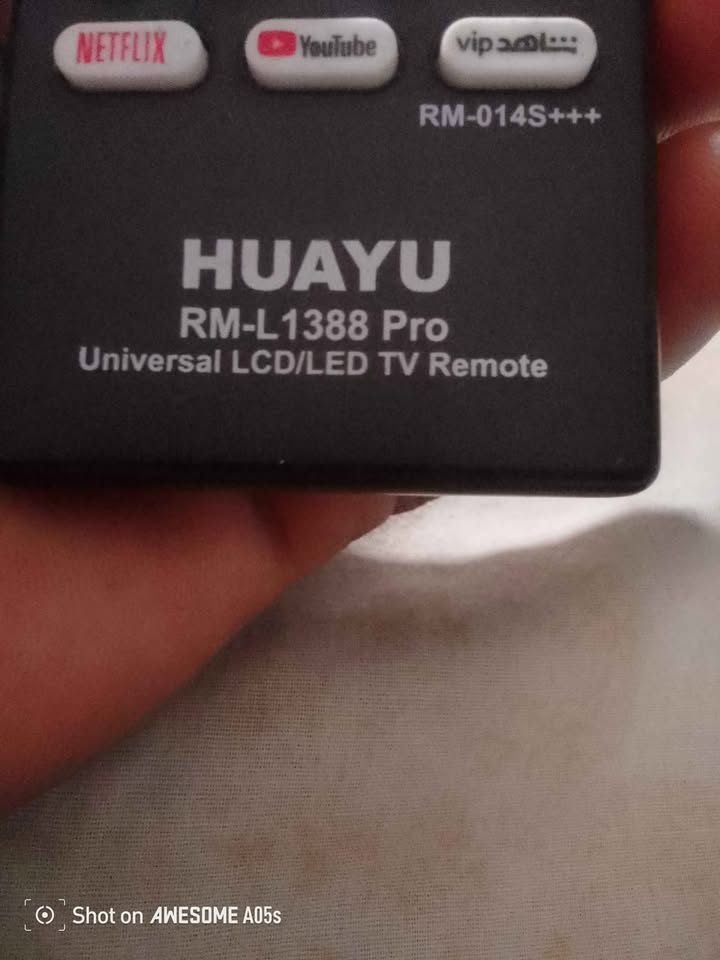 NETFLIX
YouTube
vip شاهد
RM-014S+++
HUAYU
RM-L1388 Pro
Universal LCD/LED TV Remote
Shot on AWESOME A05s